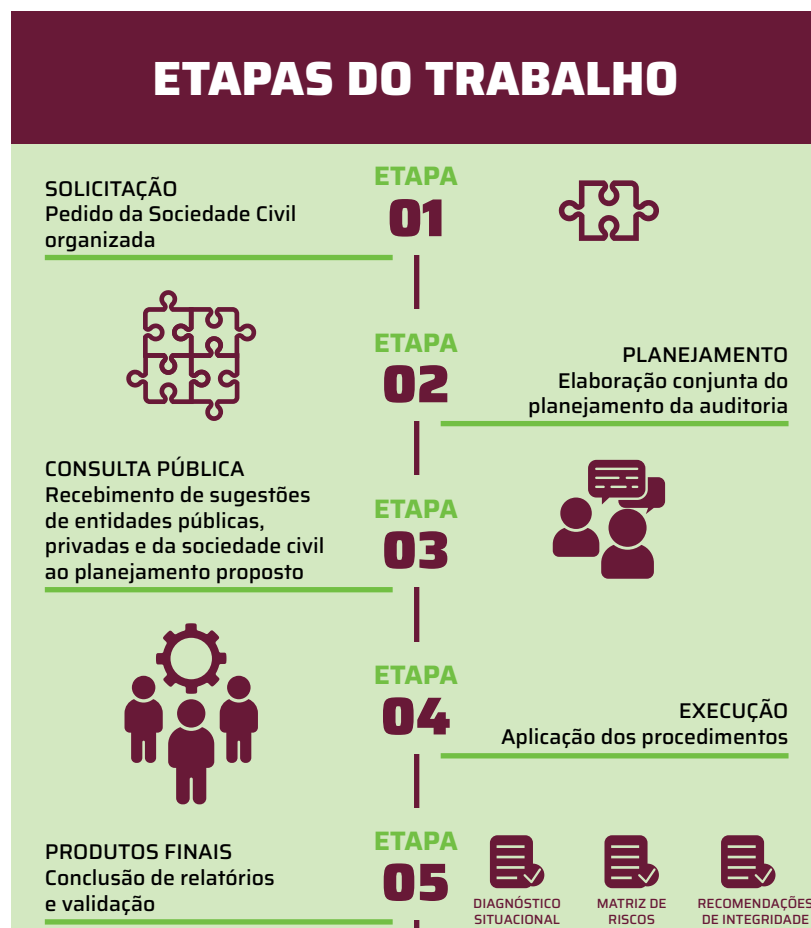 ETAPAS DO TRABALHO
ETAPA
01
SOLICITAÇÃO
Pedido da Sociedade Civil
organizada
ETAPA
02
PLANEJAMENTO
Elaboração conjunta do
planejamento da auditoria
CONSULTA PÚBLICA
Recebimento de sugestões
de entidades públicas,
privadas e da sociedade civil
ao planejamento proposto
ETAPA
03
ETAPA
04
EXECUÇÃO
Aplicação dos procedimentos
ETAPA
05
PRODUTOS FINAIS
Conclusão de relatórios
e validação
DIAGNÓSTICO
SITUACIONAL
MATRIZ DE
RISCOS
RECOMENDAÇÕES
DE INTEGRIDADE